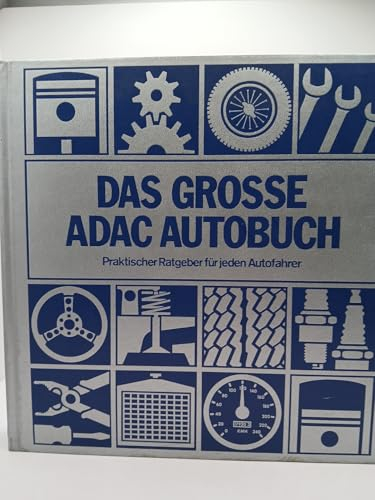 DAS GROSSE
ADAC AUTOBUCH
Praktischer Ratgeber für jeden Autofahrer